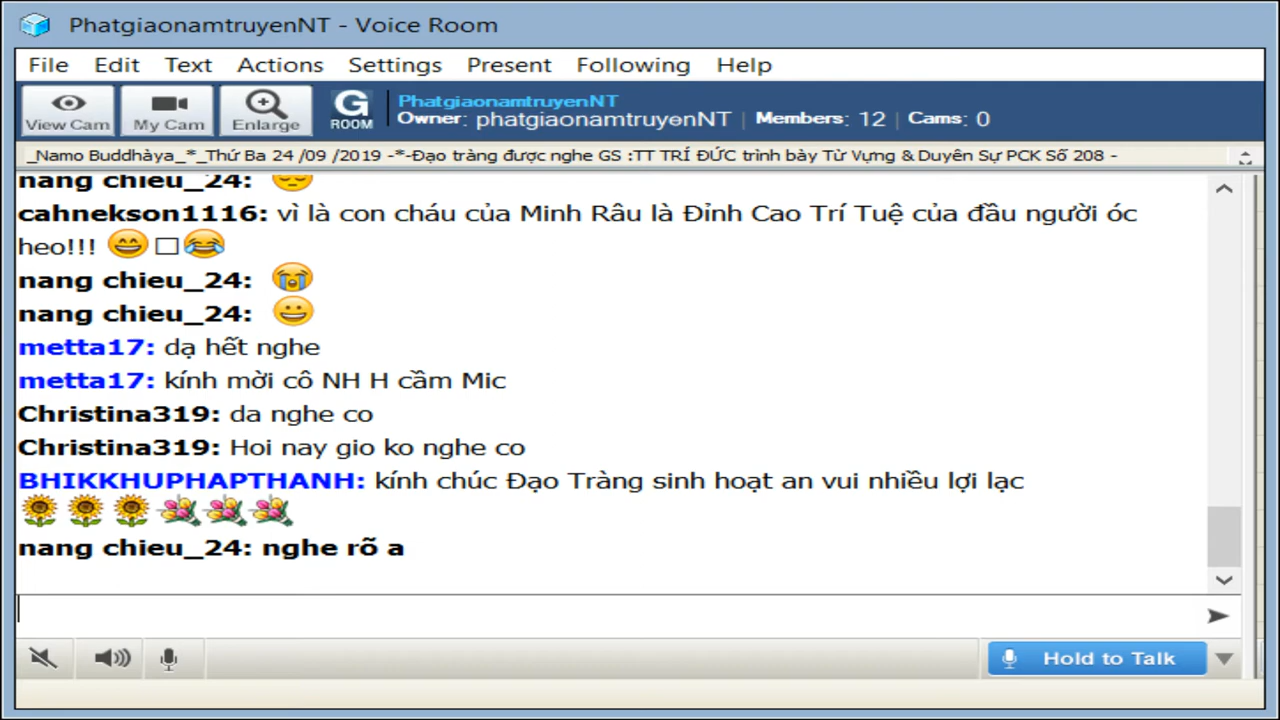 PhatgiaonamtruyenNT - Voice Room
File Edit Text Actions Settings Present Following Help
View Cam My Cam Enlarge G ROOM
PhatgiaonamtruyenNT
Owner: phatgiaonamtruyenNT | Members: 12 | Cams: 0
_Namo Buddhàya_*_Thứ Ba 24 /09 /2019 -*-Đạo tràng được nghe GS :TT TRÍ ĐỨC trình bày Từ Vựng & Duyên Sự PCK Số 208 -
nang chieu_24:
cahnekson1116: vì là con cháu của Minh Râu là Đỉnh Cao Trí Tuệ của đầu người óc
heo!!!
nang chieu_24:
nang chieu_24:
metta17: dạ hết nghe
metta17: kính mời cô NH H cầm Mic
Christina319: da nghe co
Christina319: Hoi nay gio ko nghe co
BHIKKHUPHAPTHANH: kính chúc Đạo Tràng sinh hoạt an vui nhiều lợi lạc
nang chieu_24: nghe rõ a
Hold to Talk